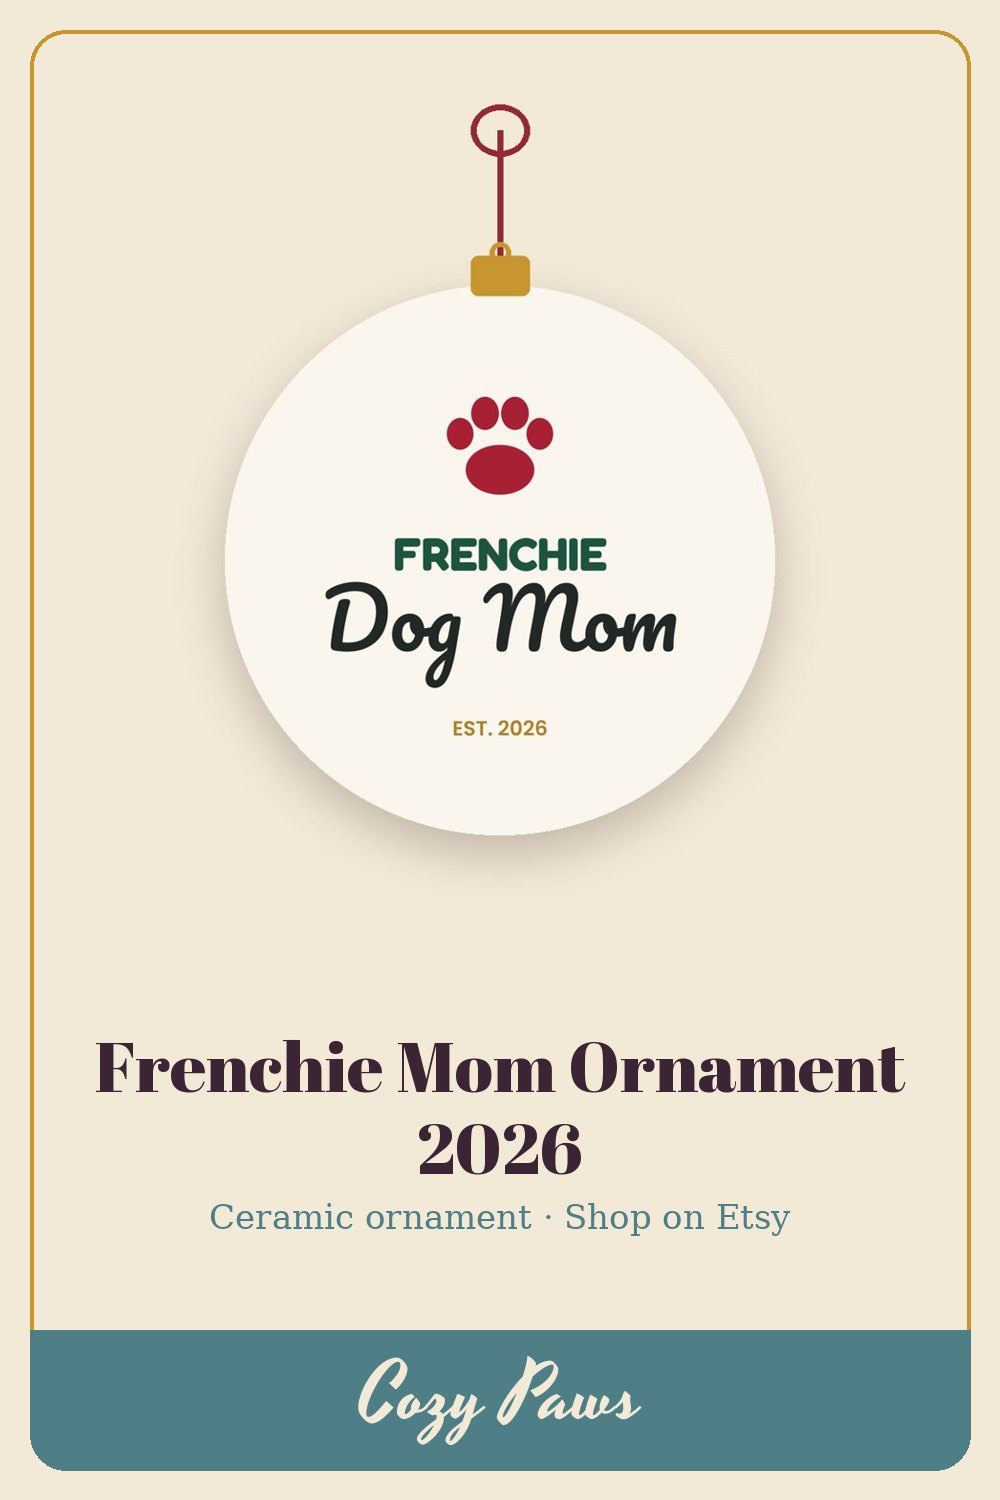 FRENCHIE
Dog Mom
EST. 2026
Frenchie Mom Ornament
2026
Ceramic ornament · Shop on Etsy
Cozy Paws